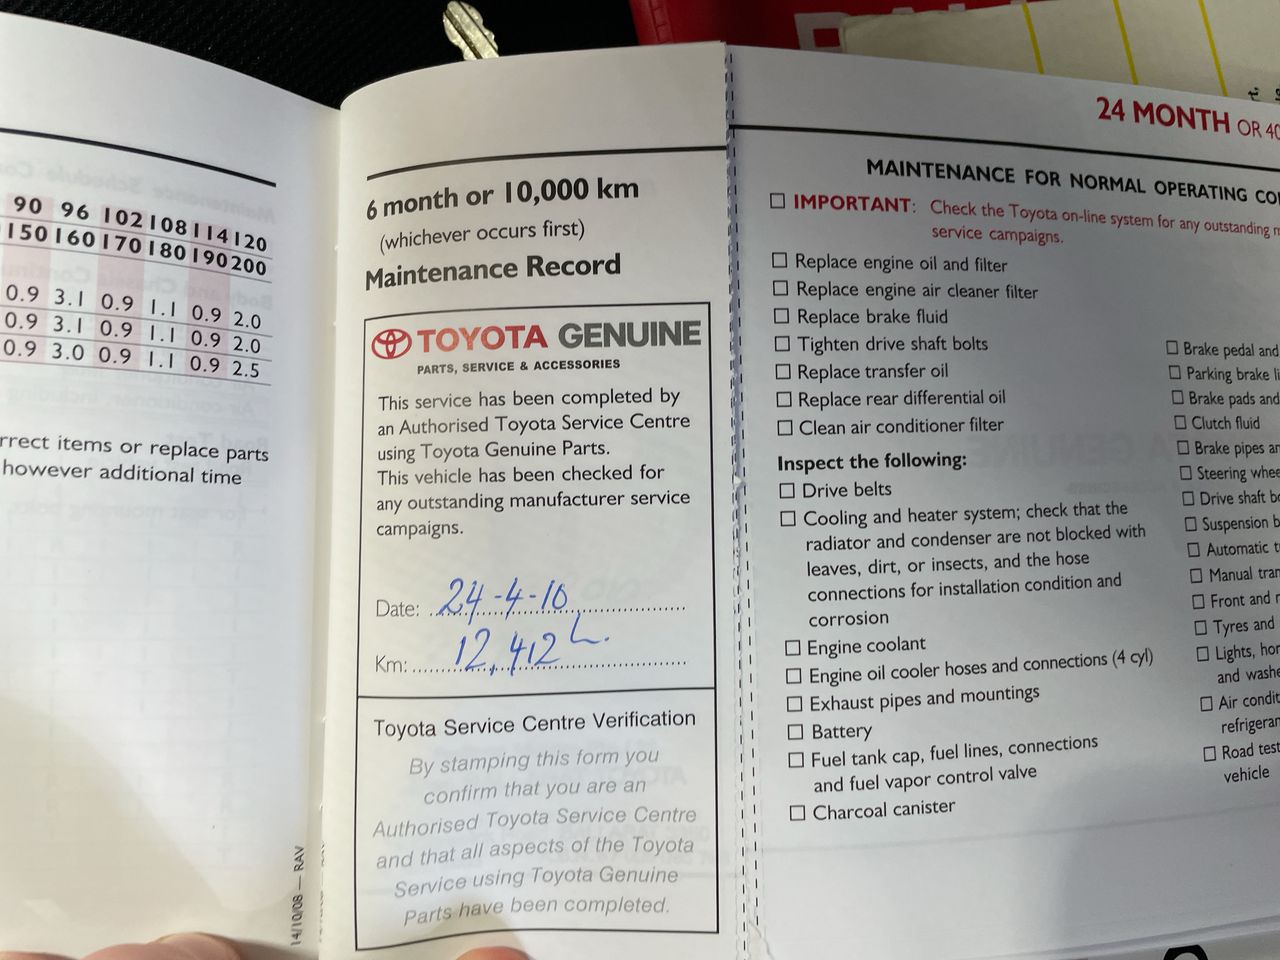 90 96 102 108 114 120
150 160 170 180 190 200
0.9 3.1 0.9 1.1 0.9 2.0
0.9 3.1 0.9 1.1 0.9 2.0
0.9 3.0 0.9 1.1 0.9 2.5
rrect items or replace parts
however additional time
14/10/08 — RAV
6 month or 10,000 km
(whichever occurs first)
Maintenance Record
TOYOTA GENUINE
PARTS, SERVICE & ACCESSORIES
This service has been completed by
an Authorised Toyota Service Centre
using Toyota Genuine Parts.
This vehicle has been checked for
any outstanding manufacturer service
campaigns.
Date: 24-4-10
Km: 12,412
Toyota Service Centre Verification
By stamping this form you
confirm that you are an
Authorised Toyota Service Centre
and that all aspects of the Toyota
Service using Toyota Genuine
Parts have been completed.
24 MONTH OR 40
MAINTENANCE FOR NORMAL OPERATING CO
IMPORTANT: Check the Toyota on-line system for any outstanding m
service campaigns.
Replace engine oil and filter
Replace engine air cleaner filter
Replace brake fluid
Tighten drive shaft bolts
Replace transfer oil
Replace rear differential oil
Clean air conditioner filter
Inspect the following:
Drive belts
Cooling and heater system; check that the
radiator and condenser are not blocked with
leaves, dirt, or insects, and the hose
connections for installation condition and
corrosion
Engine coolant
Engine oil cooler hoses and connections (4 cyl)
Exhaust pipes and mountings
Battery
Fuel tank cap, fuel lines, connections
and fuel vapor control valve
Charcoal canister
Brake pedal and
Parking brake li
Brake pads and
Clutch fluid
Brake pipes an
Steering whee
Drive shaft bo
Suspension b
Automatic t
Manual tran
Front and r
Tyres and
Lights, hor
and washe
Air condit
refrigeran
Road test
vehicle